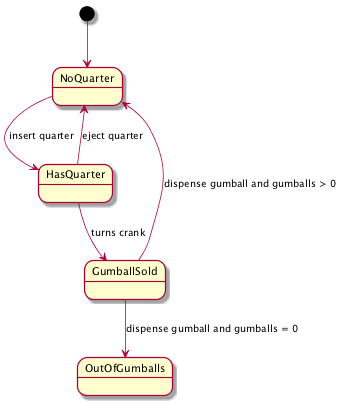 NoQuarter
insert quarter
eject quarter
HasQuarter
dispense gumball and gumballs > 0
turns crank
GumballSold
dispense gumball and gumballs = 0
OutOfGumballs